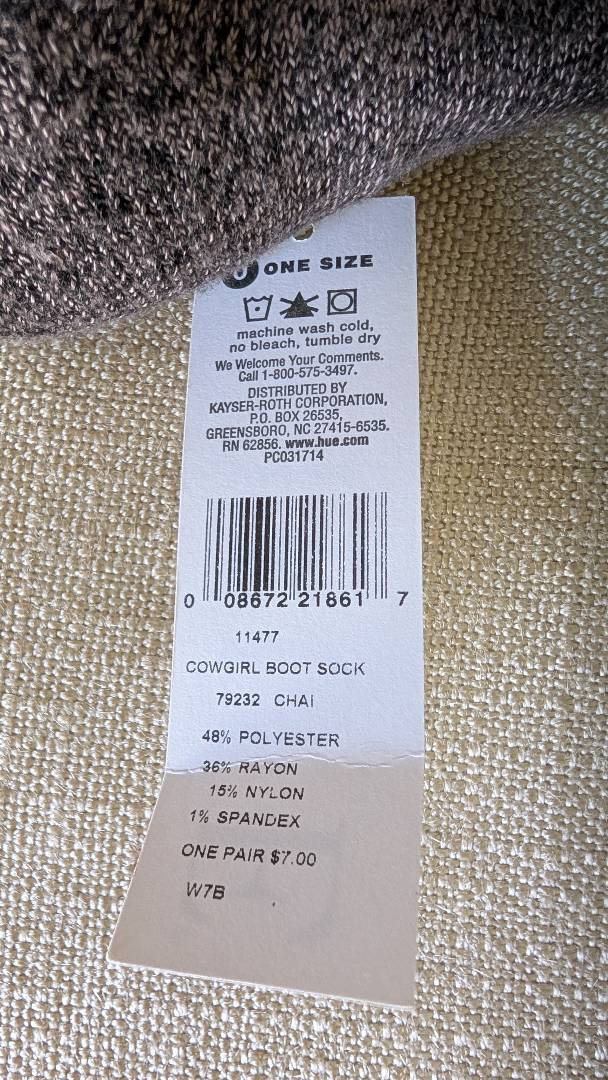 ONE SIZE
machine wash cold,
no bleach, tumble dry
We Welcome Your Comments.
Call 1-800-575-3497.
DISTRIBUTED BY
KAYSER-ROTH CORPORATION,
P.O. BOX 26535,
GREENSBORO, NC 27415-6535.
RN 62856, www.hue.com
PC031714
0 08672 21861 7
11477
COWGIRL BOOT SOCK
79232 CHAI
48% POLYESTER
36% RAYON
15% NYLON
1% SPANDEX
ONE PAIR $7.00
W7B